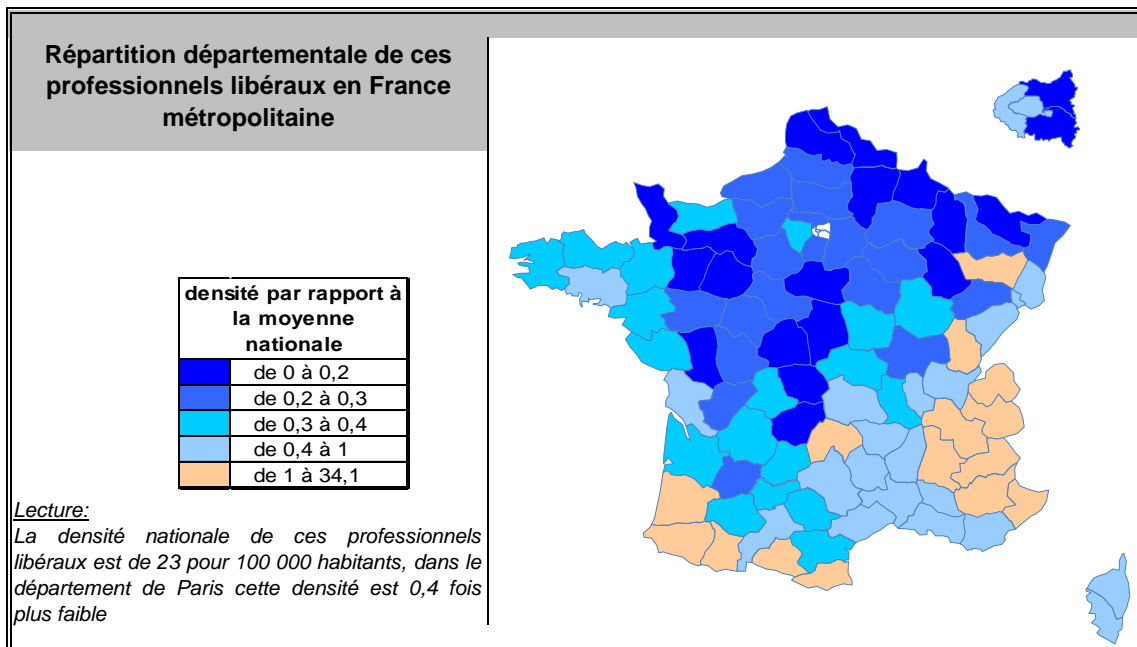 Répartition départementale de ces
professionnels libéraux en France
métropolitaine
densité par rapport à
la moyenne
nationale
de 0 à 0,2
de 0,2 à 0,3
de 0,3 à 0,4
de 0,4 à 1
de 1 à 34,1
Lecture:
La densité nationale de ces professionnels
libéraux est de 23 pour 100 000 habitants, dans le
département de Paris cette densité est 0,4 fois
plus faible